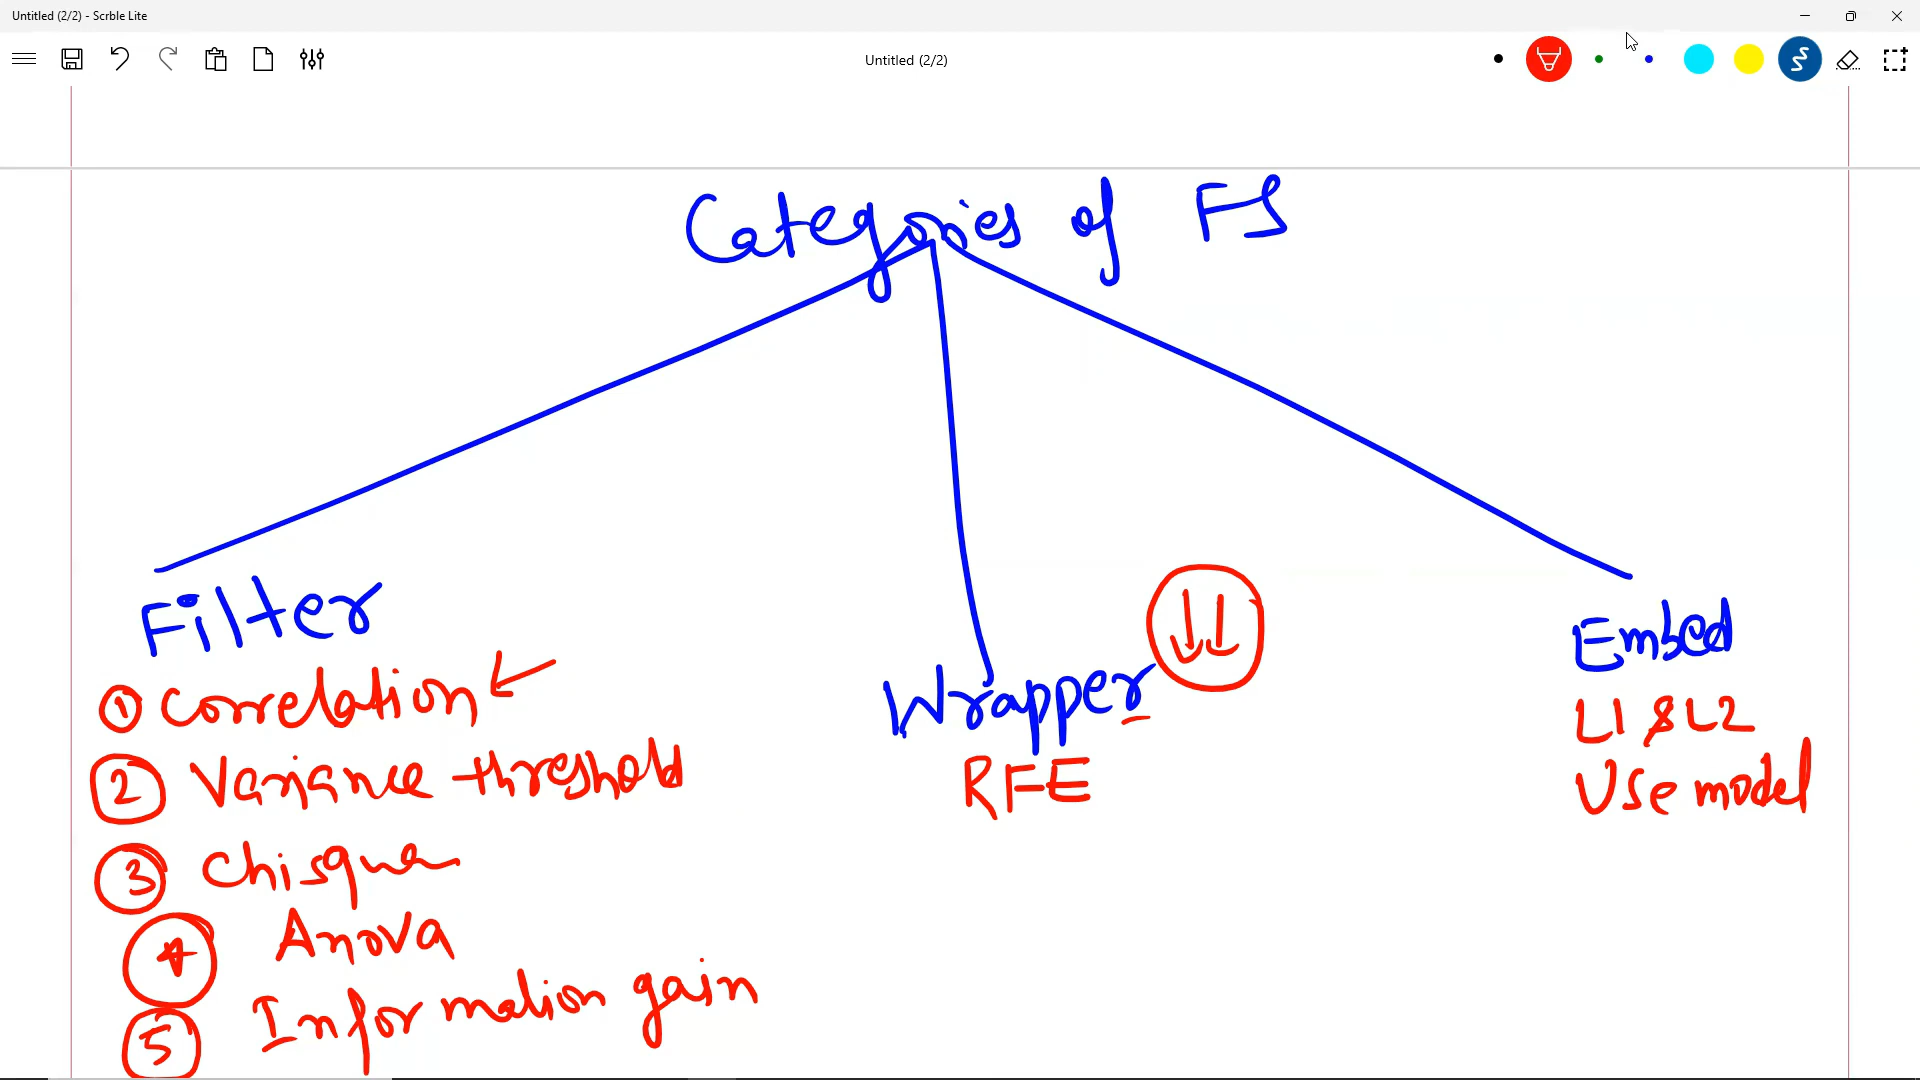 Untitled (2/2) - Scrble Lite
Untitled (2/2)
Categories of FS
Filter
① Correlation
② Variance threshold
③ Chisqua
④ Anova
⑤ Information gain
Wrapper
RFE
Embed
L1 & L2
Use model